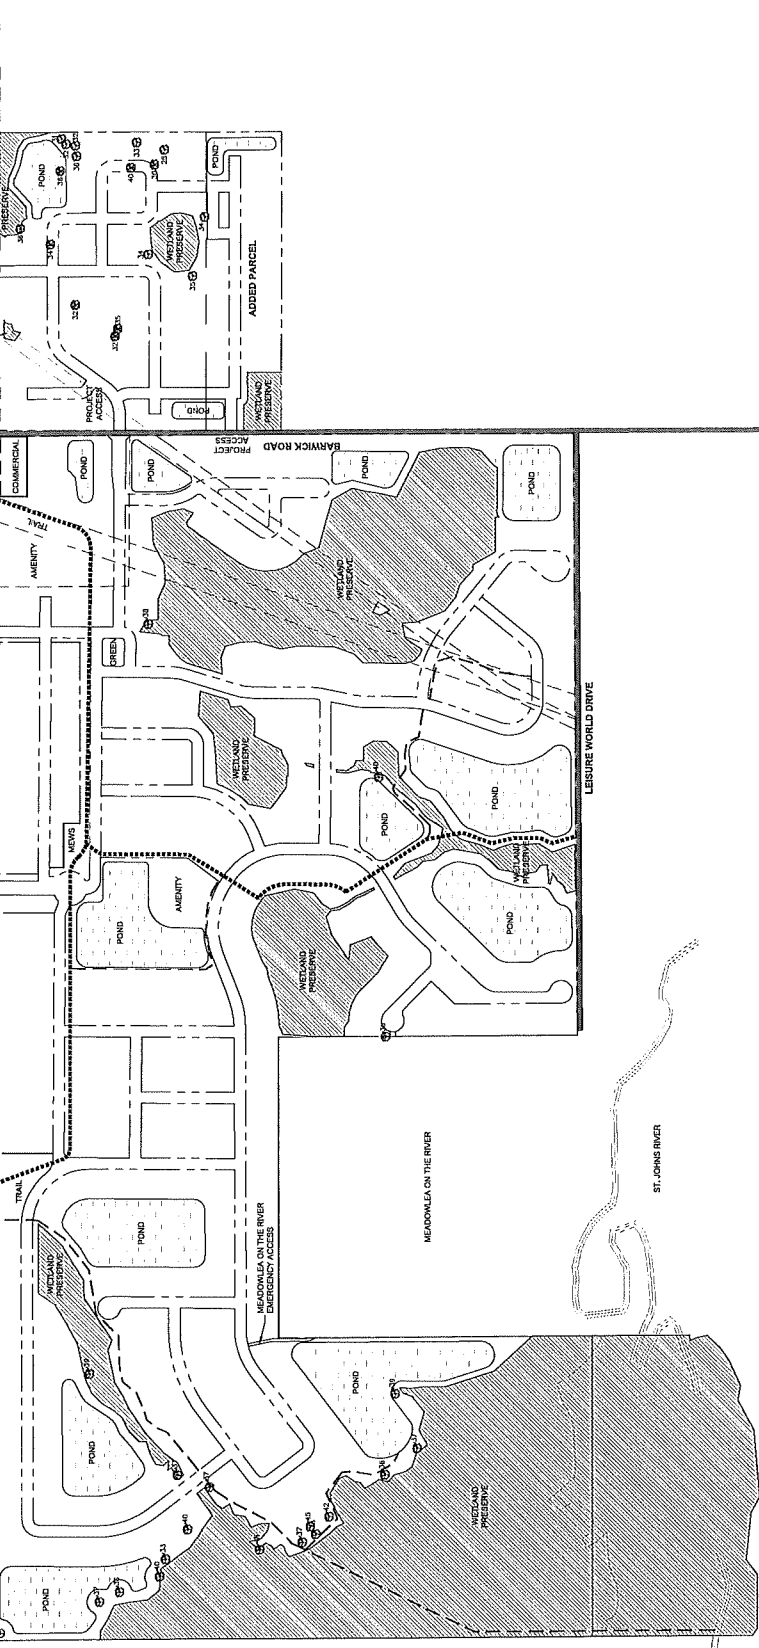 PRESERVE
POND
POND
WETLAND
PRESERVE
ADDED PARCEL
PROJECT
ACCESS
POND
WETLAND
PRESERVE
COMMERCIAL
POND
POND
PROJECT
ACCESS
BARWICK ROAD
POND
POND
TRAIL
AMENITY
WETLAND
PRESERVE
GREEN
LEISURE WORLD DRIVE
WETLAND
PRESERVE
MEWS
POND
POND
WETLAND
PRESERVE
POND
AMENITY
POND
WETLAND
PRESERVE
TRAIL
MEADOWLEA ON THE RIVER
ST. JOHNS RIVER
POND
WETLAND
PRESERVE
MEADOWLEA ON THE RIVER
EMERGENCY ACCESS
POND
POND
WETLAND
PRESERVE
POND